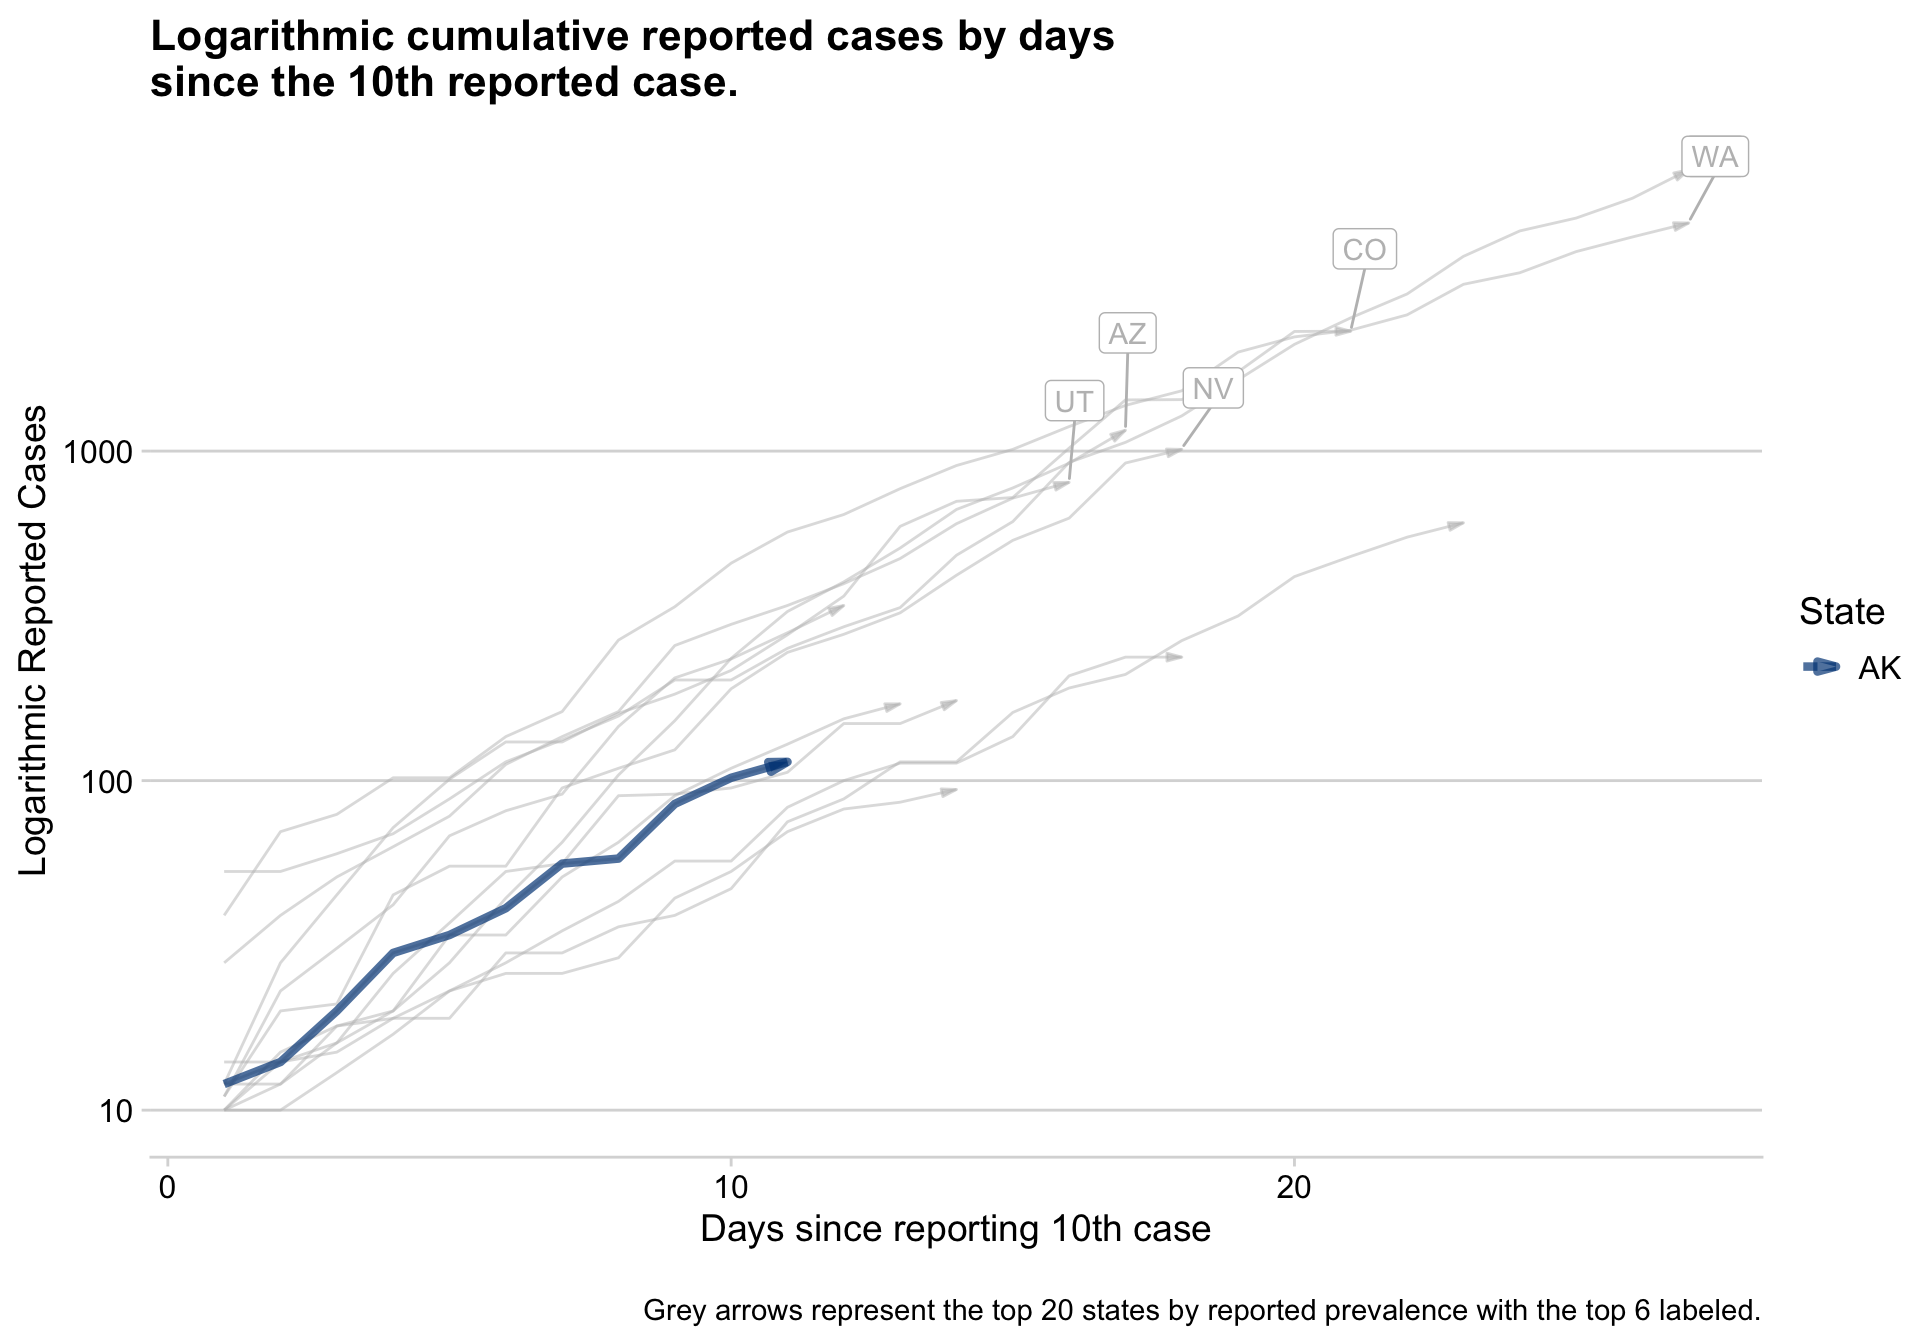 Logarithmic cumulative reported cases by days
since the 10th reported case.
WA
CO
AZ
NV
UT
1000
100
10
Logarithmic Reported Cases
0
10
20
Days since reporting 10th case
State
AK
Grey arrows represent the top 20 states by reported prevalence with the top 6 labeled.